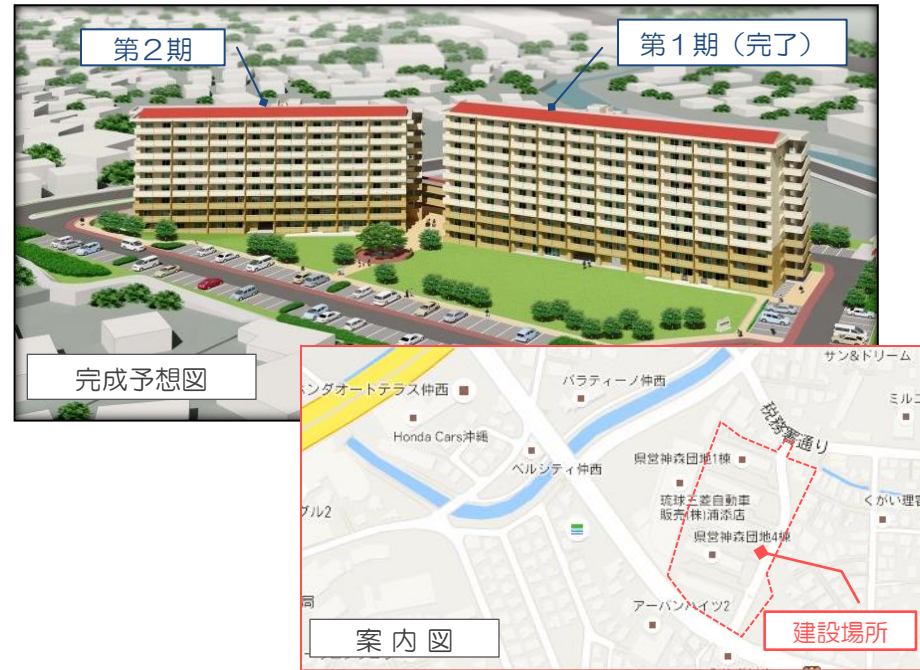 第2期
第1期（完了）
完成予想図
サン&ドリーム
ンダオートテラス仲西
パラティーノ仲西
ミルコ
税務署通り
Honda Cars沖縄
ベルシティ仲西
県営神森団地1棟
琉球三菱自動車
販売(株)浦添店
くがい理容
ブル2
県営神森団地4棟
アーバンハイツ2
局
案内図
建設場所